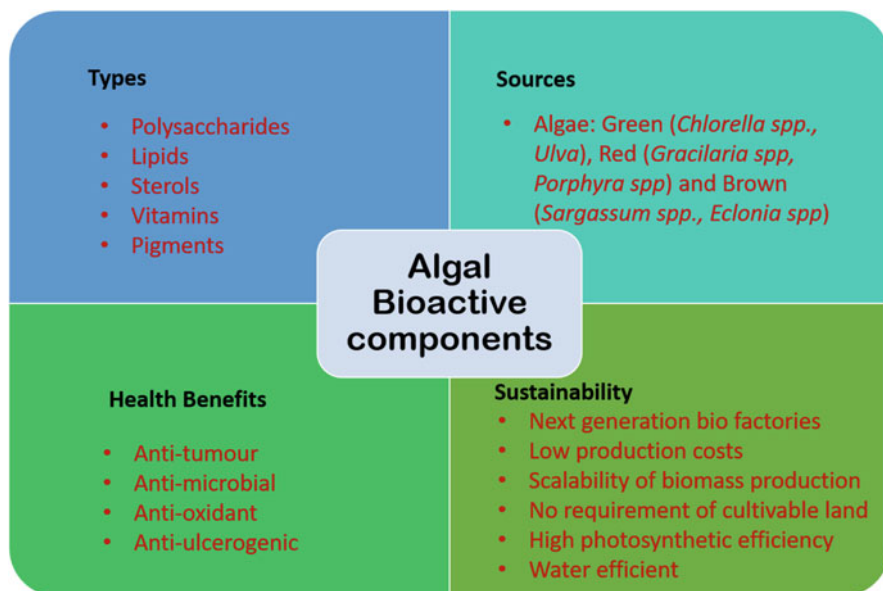 Types
• Polysaccharides
• Lipids
• Sterols
• Vitamins
• Pigments
Sources
• Algae: Green (Chlorella spp.,
Ulva), Red (Gracilaria spp,
Porphyra spp) and Brown
(Sargassum spp., Eclonia spp)
Algal
Bioactive
components
Health Benefits
• Anti-tumour
• Anti-microbial
• Anti-oxidant
• Anti-ulcerogenic
Sustainability
• Next generation bio factories
• Low production costs
• Scalability of biomass production
• No requirement of cultivable land
• High photosynthetic efficiency
• Water efficient